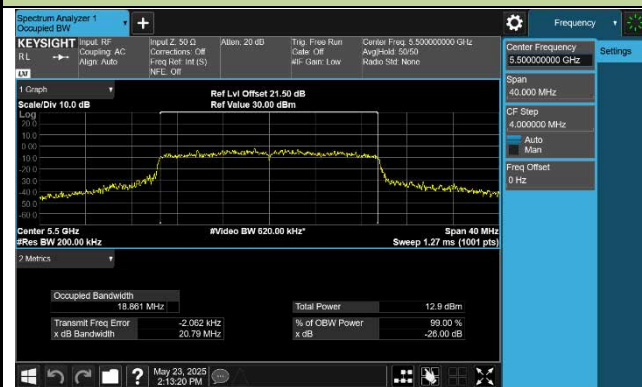 Spectrum Analyzer 1
Occupied BW
Frequency
KEYSIGHT
RL
Input: RF
Coupling: AC
Align: Auto
Input Z: 50 Ω
Corrections: Off
Freq Ref: Int (S)
NFE: Off
Atten: 20 dB
Trig: Free Run
Gate: Off
#IF Gain: Low
Center Freq: 5.500000000 GHz
Avg|Hold: 50/50
Radio Std: None
Center Frequency
5.500000000 GHz
Settings
Span
40.000 MHz
CF Step
4.000000 MHz
Auto
Man
Freq Offset
0 Hz
1 Graph
Scale/Div 10.0 dB
Ref Lvl Offset 21.50 dB
Ref Value 30.00 dBm
Log
20.0
10.0
0.00
-10.0
-20.0
-30.0
-40.0
-50.0
-60.0
Center 5.5 GHz
#Video BW 620.00 kHz*
Span 40 MHz
#Res BW 200.00 kHz
Sweep 1.27 ms (1001 pts)
2 Metrics
Occupied Bandwidth
18.861 MHz
Total Power 12.9 dBm
Transmit Freq Error -2.062 kHz
% of OBW Power 99.00 %
x dB Bandwidth 20.79 MHz
x dB -26.00 dB
?
May 23, 2025
2:13:20 PM